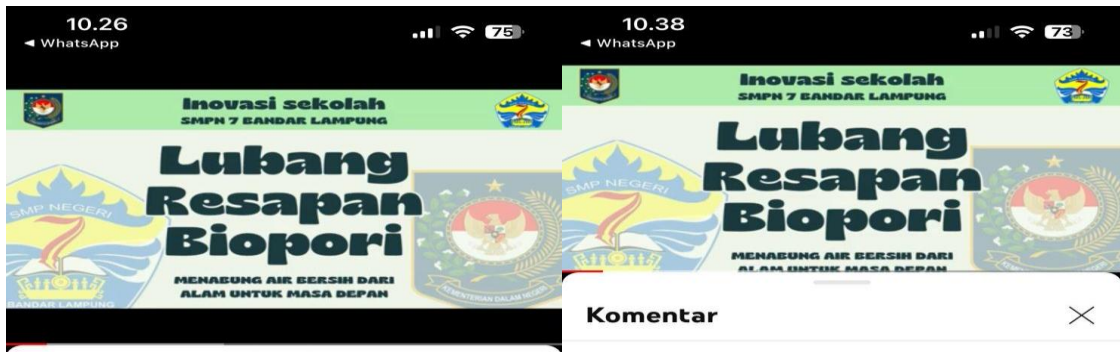 10.26
◄ WhatsApp
75
Inovasi sekolah
SMPN 7 BANDAR LAMPUNG
Lubang
Resapan
Biopori
MENABUNG AIR BERSIH DARI
ALAM UNTUK MASA DEPAN
SMP NEGERI
7
BANDAR LAMPUNG
KEMENTERIAN DALAM NEGERI
10.38
◄ WhatsApp
73
Inovasi sekolah
SMPN 7 BANDAR LAMPUNG
Lubang
Resapan
Biopori
MENABUNG AIR BERSIH DARI
ALAM UNTUK MASA DEPAN
SMP NEGERI
7
Komentar